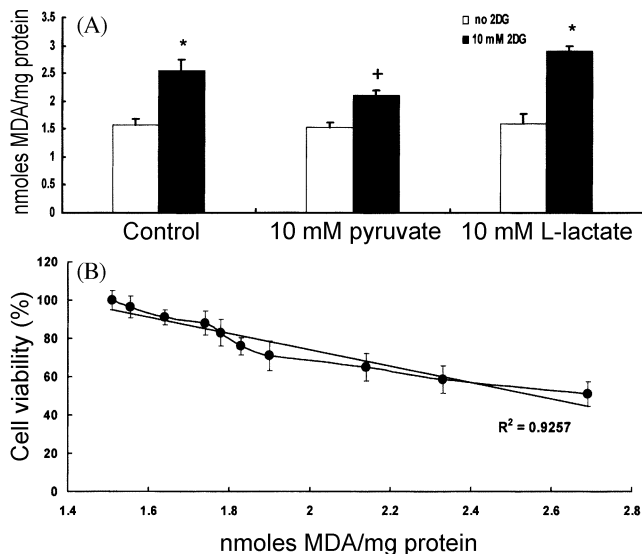 (A)
no 2DG
10 mM 2DG
nmoles MDA/mg protein
3.5
3
2.5
2
1.5
1
0.5
0
*
+
*
Control
10 mM pyruvate
10 mM L-lactate
(B)
Cell viability (%)
120
100
80
60
40
20
0
R² = 0.9257
1.4
1.6
1.8
2
2.2
2.4
2.6
2.8
nmoles MDA/mg protein